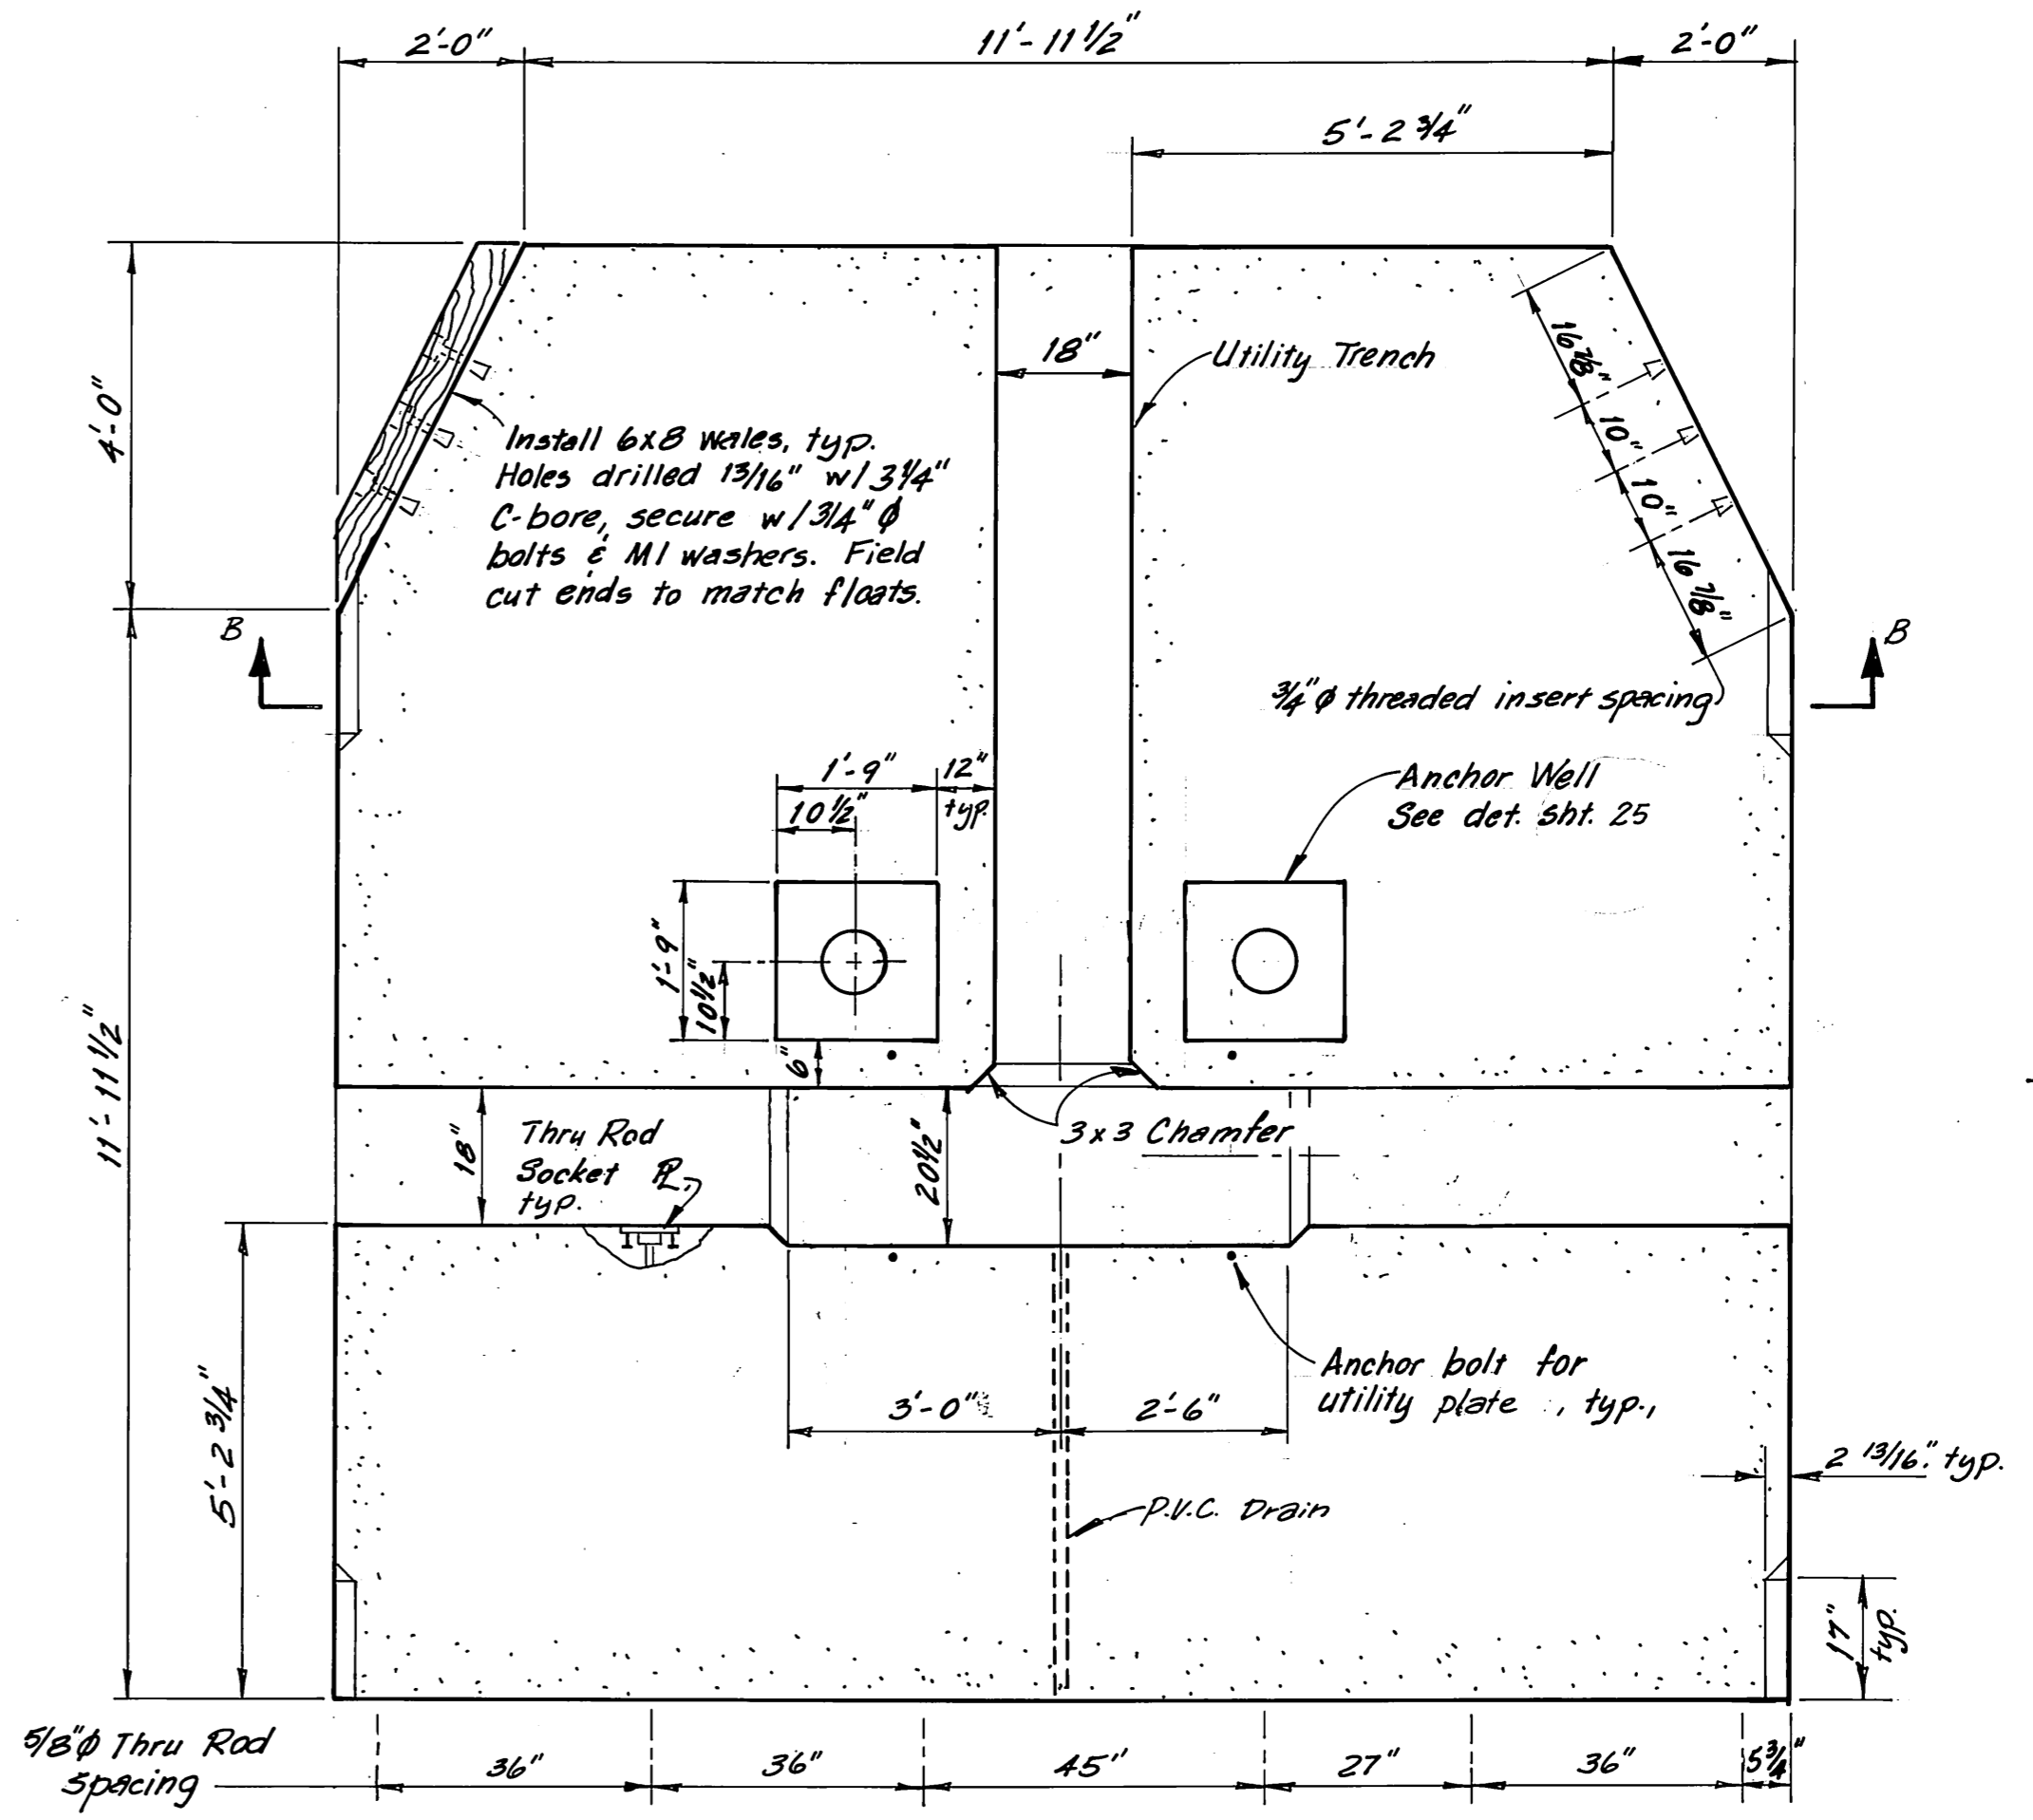 2'-0"
11'-11 1/2"
2'-0"
5'-2 3/4"
4'-0"
18"
Utility Trench
16 7/8"
10"
10"
16 7/8"
Install 6x8 wales, typ.
Holes drilled 13/16" w/ 3 1/4"
C-bore, secure w/ 3/4" ϕ
bolts & MI washers. Field
cut ends to match floats.
B
B
3/4" ϕ threaded insert spacing
1'-9"
12"
typ.
10 1/2"
Anchor Well
See det. sht. 25
1'-9"
10 1/2"
6"
11'-11 1/2"
18"
Thru Rod
Socket PL,
typ.
20 1/2"
3x3 Chamfer
5'-2 3/4"
3'-0"
2'-6"
Anchor bolt for
utility plate , typ.,
2 13/16" typ.
P.V.C. Drain
17"
typ.
5/8" ϕ Thru Rod
spacing
36"
36"
45"
27"
36"
5 3/4"